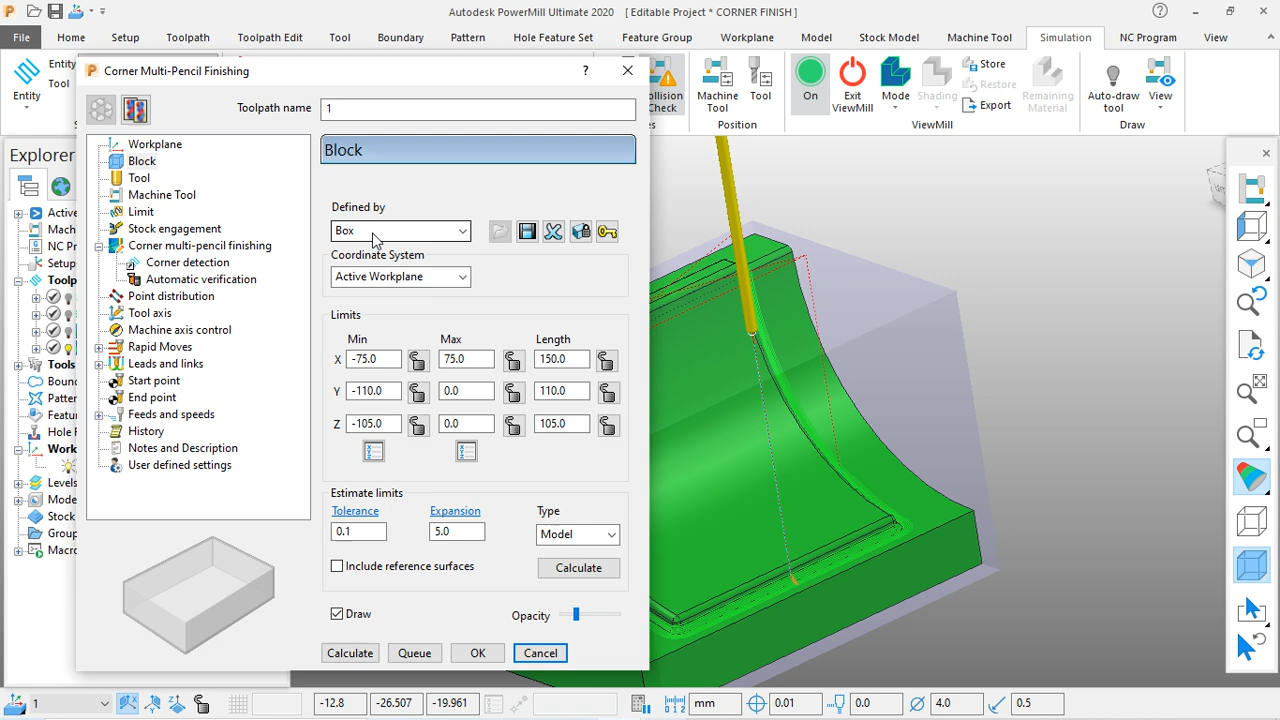 Autodesk PowerMill Ultimate 2020 [ Editable Project * CORNER FINISH ]
File Home Setup Toolpath Toolpath Edit Tool Boundary Pattern Hole Feature Set Feature Group Workplane Model Stock Model Machine Tool Simulation NC Program View
Entity
Entity
Tool
Check
Machine Tool
Tool
Position
On
Exit ViewMill
Mode
Shading
Store
Restore
Export
Remaining Material
ViewMill
Auto-draw tool
View
Draw
Explorer
Active
Mach
NC Pr
Setup
Toolp
Tools
Boun
Patter
Featu
Hole F
Work
Levels
Mode
Stock
Group
Macro
Corner Multi-Pencil Finishing
?
Toolpath name 1
Workplane
Block
Tool
Machine Tool
Limit
Stock engagement
Corner multi-pencil finishing
Corner detection
Automatic verification
Point distribution
Tool axis
Machine axis control
Rapid Moves
Leads and links
Start point
End point
Feeds and speeds
History
Notes and Description
User defined settings
Block
Defined by
Box
Coordinate System
Active Workplane
Limits
Min Max Length
X -75.0 75.0 150.0
Y -110.0 0.0 110.0
Z -105.0 0.0 105.0
Estimate limits
Tolerance Expansion Type
0.1 5.0 Model
Include reference surfaces Calculate
Draw Opacity
Calculate Queue OK Cancel
1 -12.8 -26.507 -19.961 mm 0.01 0.0 4.0 0.5